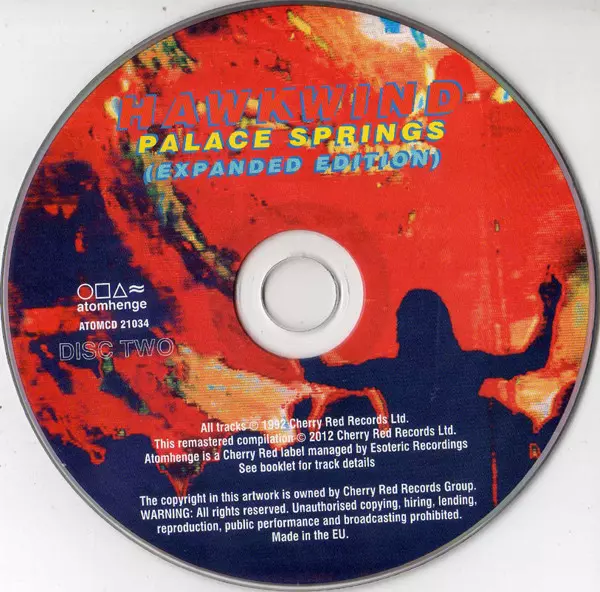 HAWKWIND
PALACE SPRINGS
(EXPANDED EDITION)
atomhenge
ATOMCD 21034
DISC TWO
All tracks © 1992 Cherry Red Records Ltd.
This remastered compilation © 2012 Cherry Red Records Ltd.
Atomhenge is a Cherry Red label managed by Esoteric Recordings
See booklet for track details
The copyright in this artwork is owned by Cherry Red Records Group.
WARNING: All rights reserved. Unauthorised copying, hiring, lending,
reproduction, public performance and broadcasting prohibited.
Made in the EU.